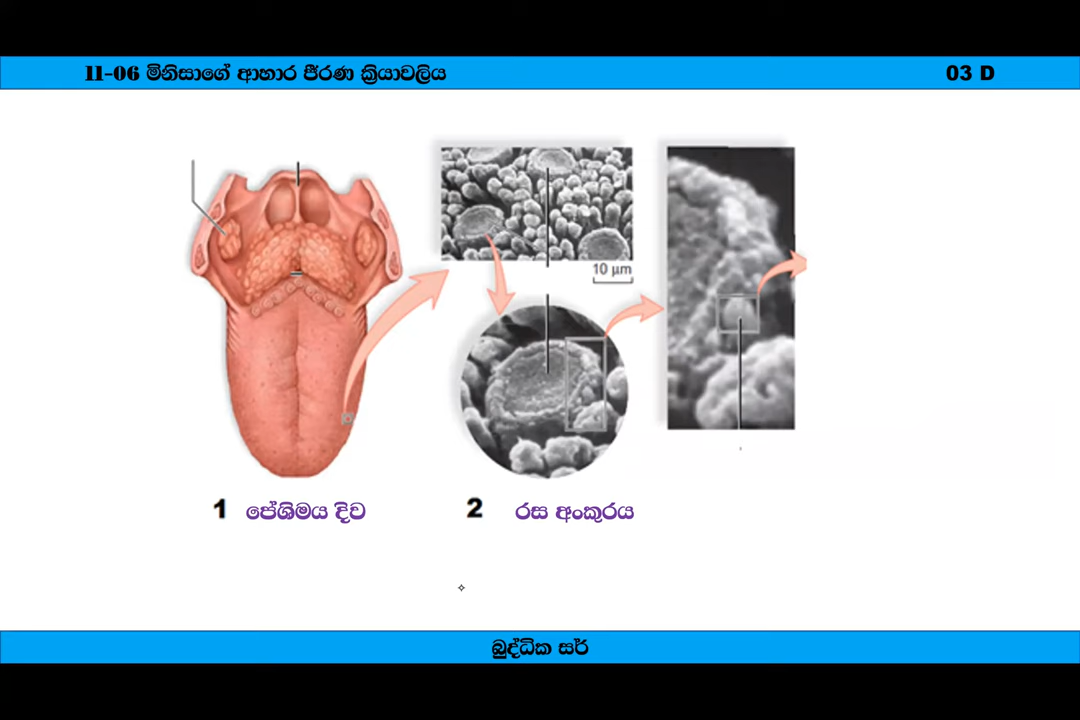 11-06 මිනිසාගේ ආහාර ජීරණ ක්‍රියාවලිය 03 D
10 μm
1 පේශිමය දිව 2 රස අංකුරය
බුද්ධික සර්